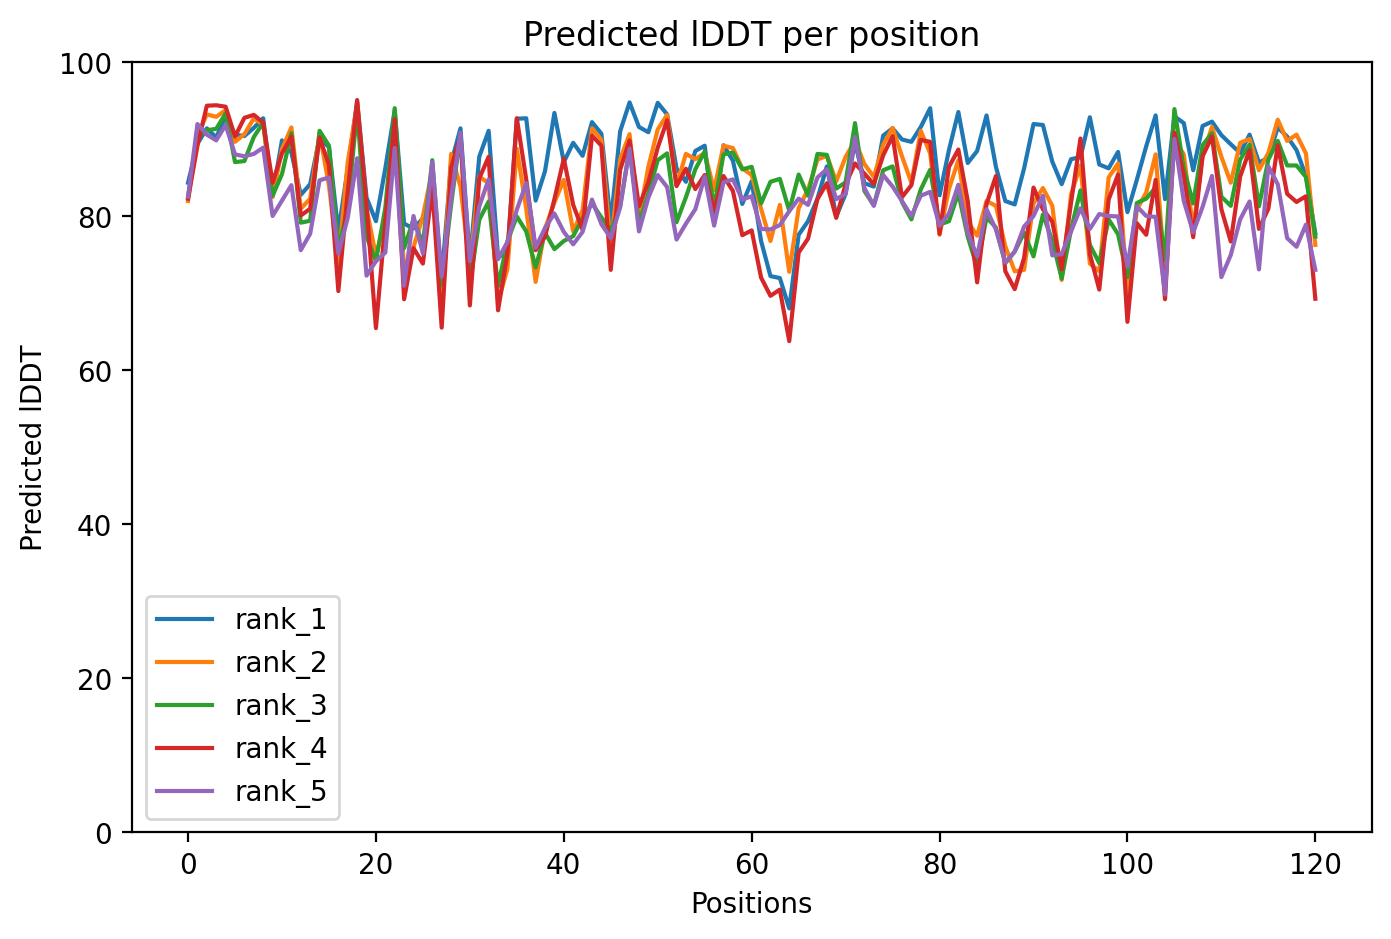 Predicted lDDT per position
100
80
60
40
20
0
Predicted lDDT
rank_1
rank_2
rank_3
rank_4
rank_5
0 20 40 60 80 100 120
Positions